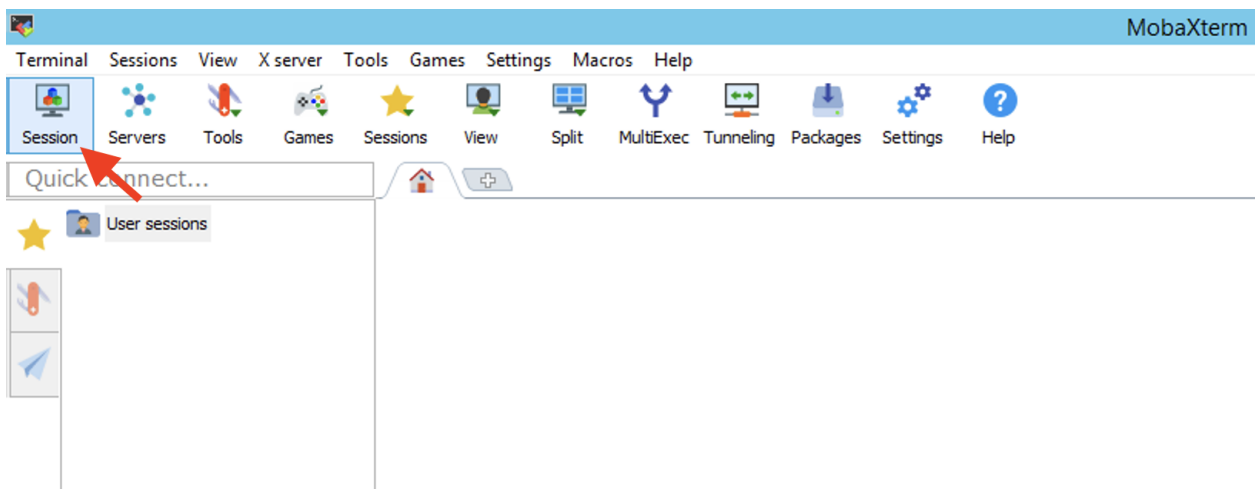 MobaXterm
Terminal Sessions View X server Tools Games Settings Macros Help
Session Servers Tools Games Sessions View Split MultiExec Tunneling Packages Settings Help
Quick connect...
User sessions